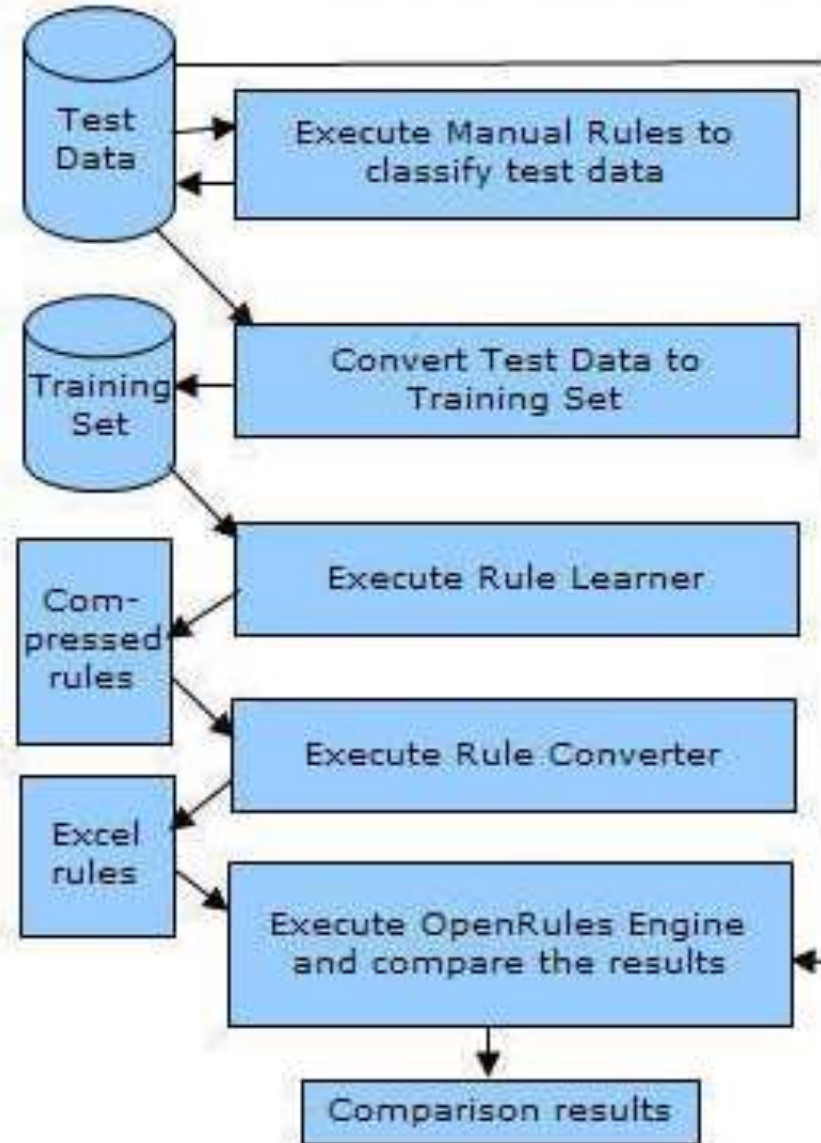 Test
Data
Execute Manual Rules to
classify test data
Convert Test Data to
Training Set
Training
Set
Execute Rule Learner
Com-
pressed
rules
Execute Rule Converter
Excel
rules
Execute OpenRules Engine
and compare the results
Comparison results